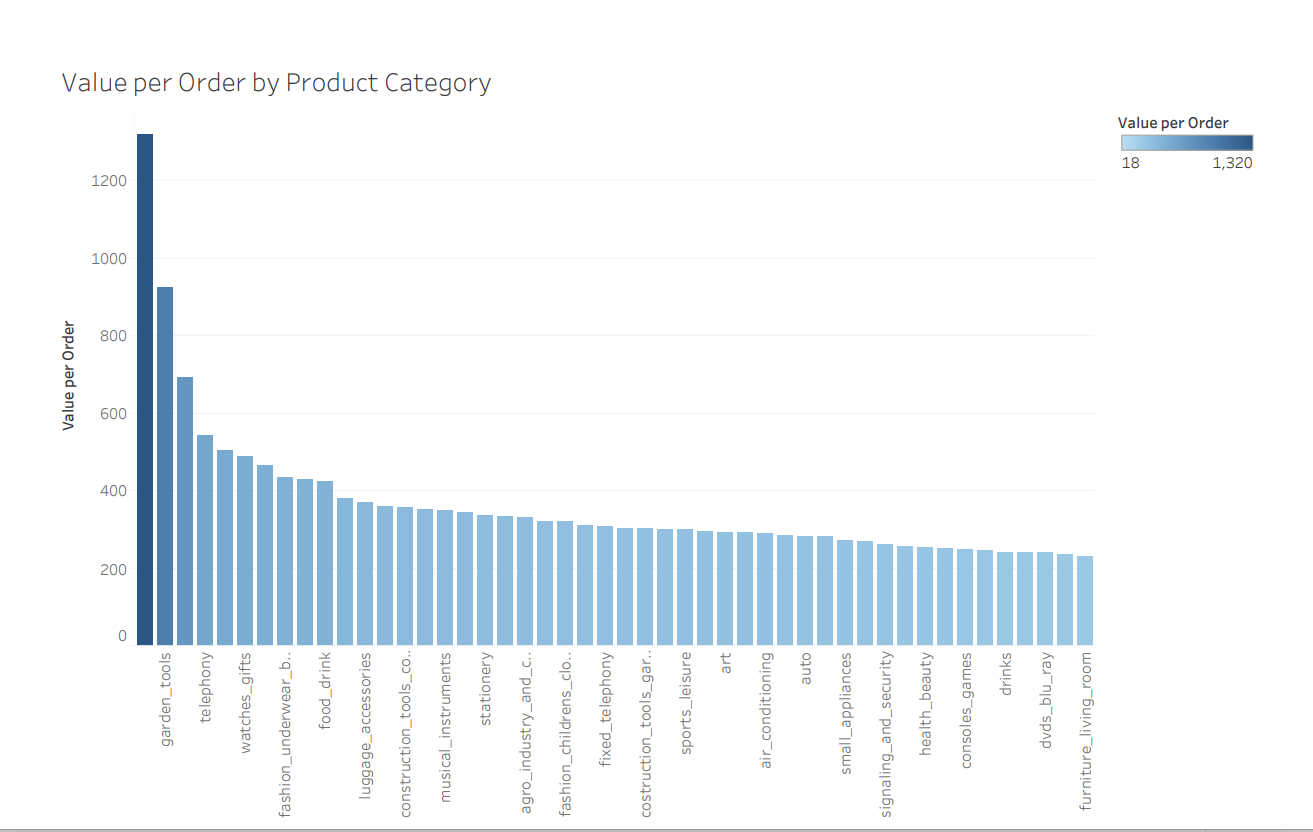 Value per Order by Product Category
Value per Order
18 1,320
Value per Order
1200
1000
800
600
400
200
0
garden_tools
telephony
watches_gifts
fashion_underwear_b..
food_drink
luggage_accessories
construction_tools_co..
musical_instruments
stationery
agro_industry_and_c..
fashion_childrens_clo..
fixed_telephony
costruction_tools_gar..
sports_leisure
art
air_conditioning
auto
small_appliances
signaling_and_security
health_beauty
consoles_games
drinks
dvds_blu_ray
furniture_living_room